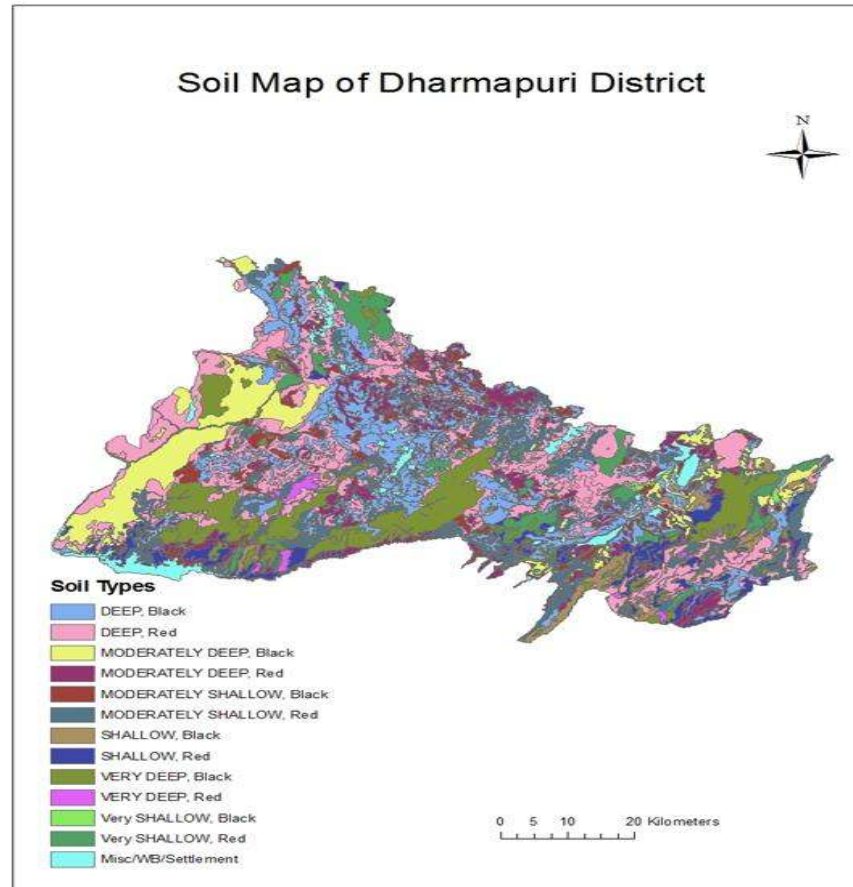 Soil Map of Dharmapuri District
N
Soil Types
DEEP, Black
DEEP, Red
MODERATELY DEEP, Black
MODERATELY DEEP, Red
MODERATELY SHALLOW, Black
MODERATELY SHALLOW, Red
SHALLOW, Black
SHALLOW, Red
VERY DEEP, Black
VERY DEEP, Red
Very SHALLOW, Black
Very SHALLOW, Red
Misc/WB/Settlement
0 5 10 20 Kilometers